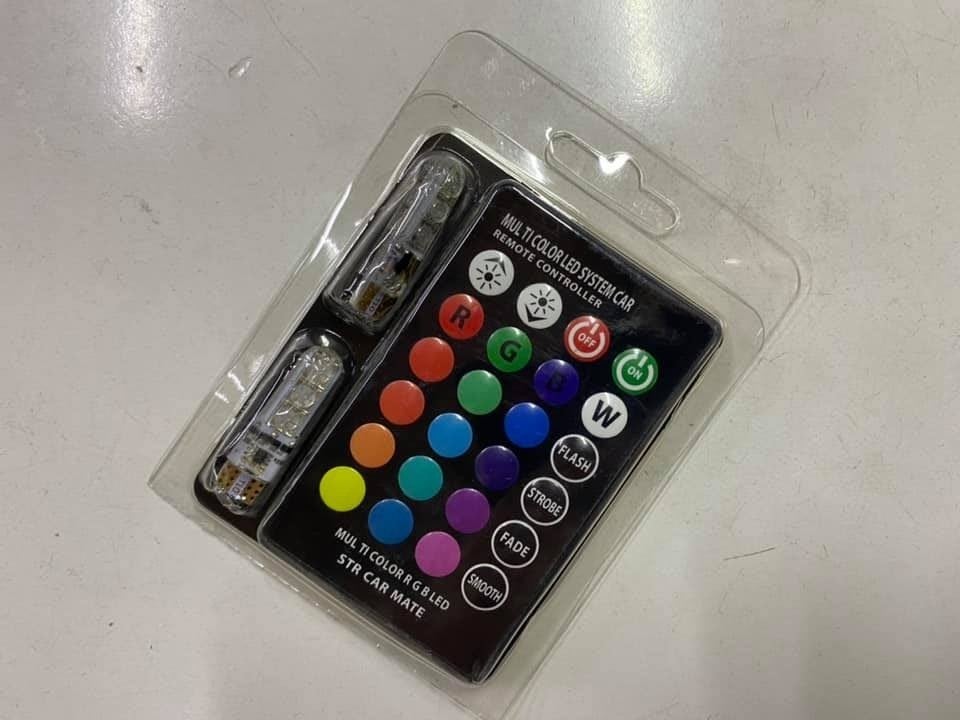 MUL TI COLOR LED SYSTEM CAR
REMOTE CONTROLLER
OFF
ON
R
G
B
W
FLASH
STROBE
FADE
SMOOTH
MUL TI COLOR R G B LED
STR CAR MATE